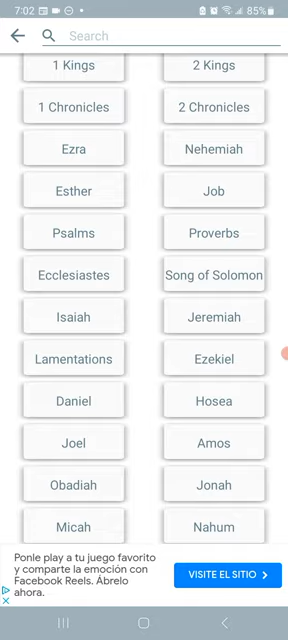 7:02
85%
Search
1 Kings
2 Kings
1 Chronicles
2 Chronicles
Ezra
Nehemiah
Esther
Job
Psalms
Proverbs
Ecclesiastes
Song of Solomon
Isaiah
Jeremiah
Lamentations
Ezekiel
Daniel
Hosea
Joel
Amos
Obadiah
Jonah
Micah
Nahum
Ponle play a tu juego favorito
y comparte la emoción con
Facebook Reels. Ábrelo
ahora.
VISITE EL SITIO